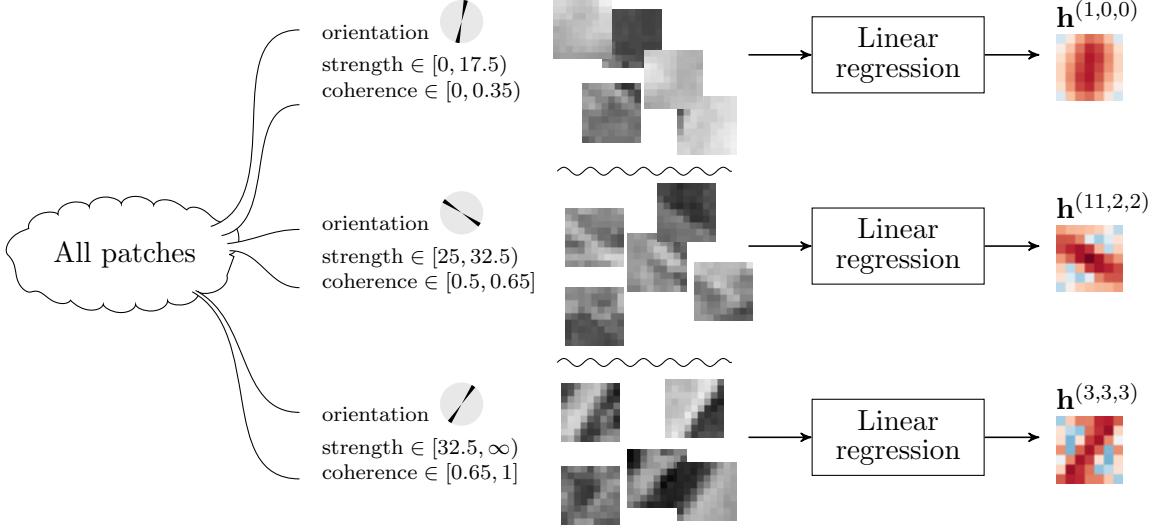 All patches
orientation
strength ∈ [0, 17.5)
coherence ∈ [0, 0.35)
Linear
regression
h^(1,0,0)
orientation
strength ∈ [25, 32.5)
coherence ∈ [0.5, 0.65]
Linear
regression
h^(11,2,2)
orientation
strength ∈ [32.5, ∞)
coherence ∈ [0.65, 1]
Linear
regression
h^(3,3,3)